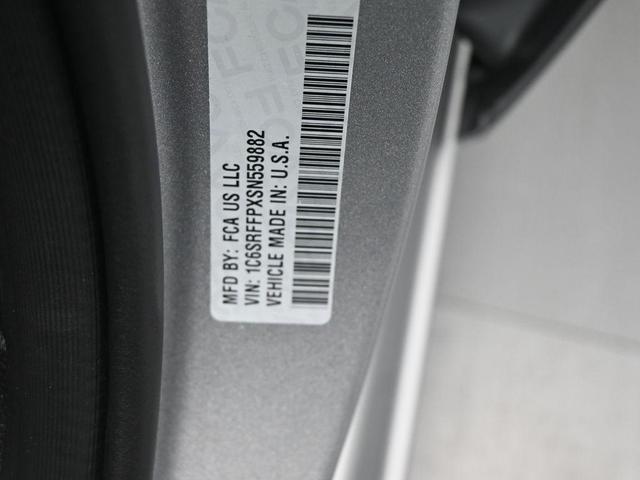 MFD BY: FCA US LLC
VIN: 1C6SRFFPXSN559882
VEHICLE MADE IN: U.S.A.